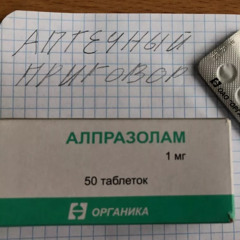 АПТЕЧНЫЙ
ПРИГОВОР
АЛПРАЗОЛАМ
1 мг
50 таблеток
ОРГАНИКА